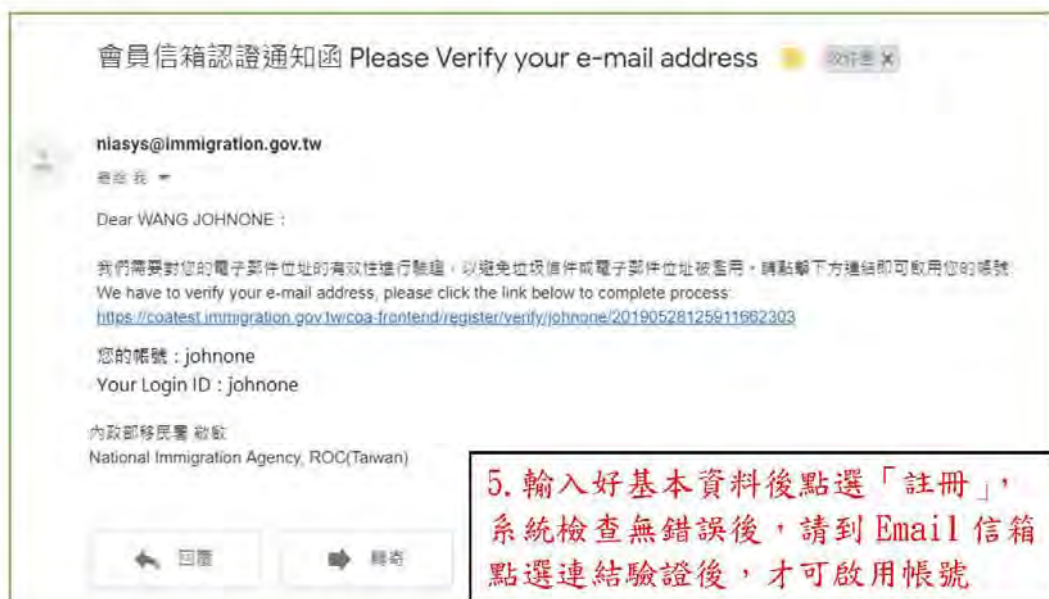 會員信箱認證通知函 Please Verify your e-mail address
收件匣 X
niasys@immigration.gov.tw
寄給 我
Dear WANG JOHNONE：
我們需要對您的電子郵件位址的有效性進行驗證，以避免垃圾信件或電子郵件位址被濫用。請點擊下方連結即可啟用您的帳號
We have to verify your e-mail address, please click the link below to complete process:
https://coatest.immigration.gov.tw/coa-frontend/register/verify/johnone/20190528125911662303
您的帳號：johnone
Your Login ID：johnone
內政部移民署 敬啟
National Immigration Agency, ROC(Taiwan)
回覆
轉寄
5.輸入好基本資料後點選「註冊」，
系統檢查無錯誤後，請到 Email 信箱
點選連結驗證後，才可啟用帳號